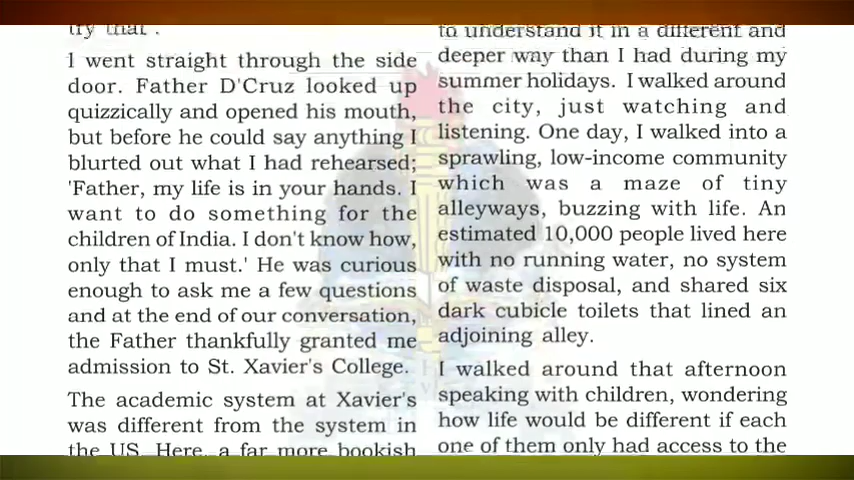 try that'.
I went straight through the side
door. Father D'Cruz looked up
quizzically and opened his mouth,
but before he could say anything I
blurted out what I had rehearsed;
'Father, my life is in your hands. I
want to do something for the
children of India. I don't know how,
only that I must.' He was curious
enough to ask me a few questions
and at the end of our conversation,
the Father thankfully granted me
admission to St. Xavier's College.
The academic system at Xavier's
was different from the system in
the US. Here, a far more bookish
to understand it in a different and
deeper way than I had during my
summer holidays. I walked around
the city, just watching and
listening. One day, I walked into a
sprawling, low-income community
which was a maze of tiny
alleyways, buzzing with life. An
estimated 10,000 people lived here
with no running water, no system
of waste disposal, and shared six
dark cubicle toilets that lined an
adjoining alley.
I walked around that afternoon
speaking with children, wondering
how life would be different if each
one of them only had access to the